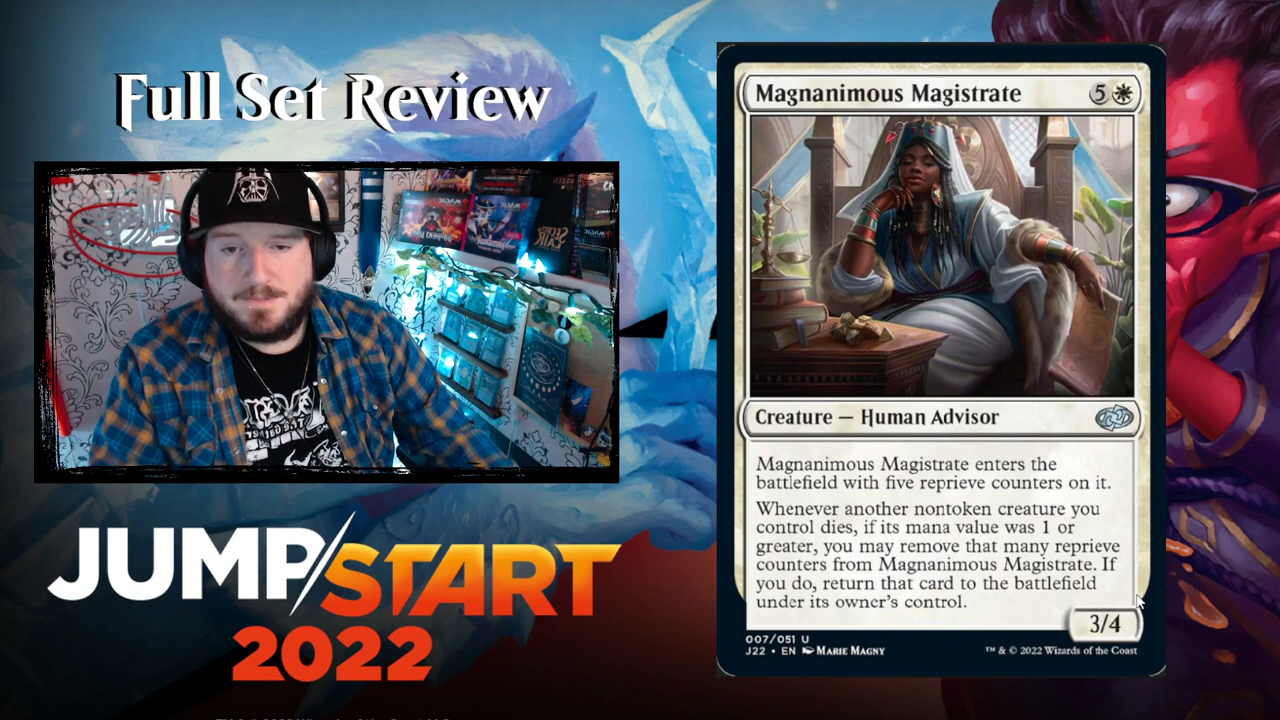 Full Set Review
MAGIC
MAGIC
JUMP/START
2022
Magnanimous Magistrate 5
Creature — Human Advisor
Magnanimous Magistrate enters the
battlefield with five reprieve counters on it.
Whenever another nontoken creature you
control dies, if its mana value was 1 or
greater, you may remove that many reprieve
counters from Magnanimous Magistrate. If
you do, return that card to the battlefield
under its owner's control.
3/4
007/051 U
J22 • EN MARIE MAGNY
™ & © 2022 Wizards of the Coast